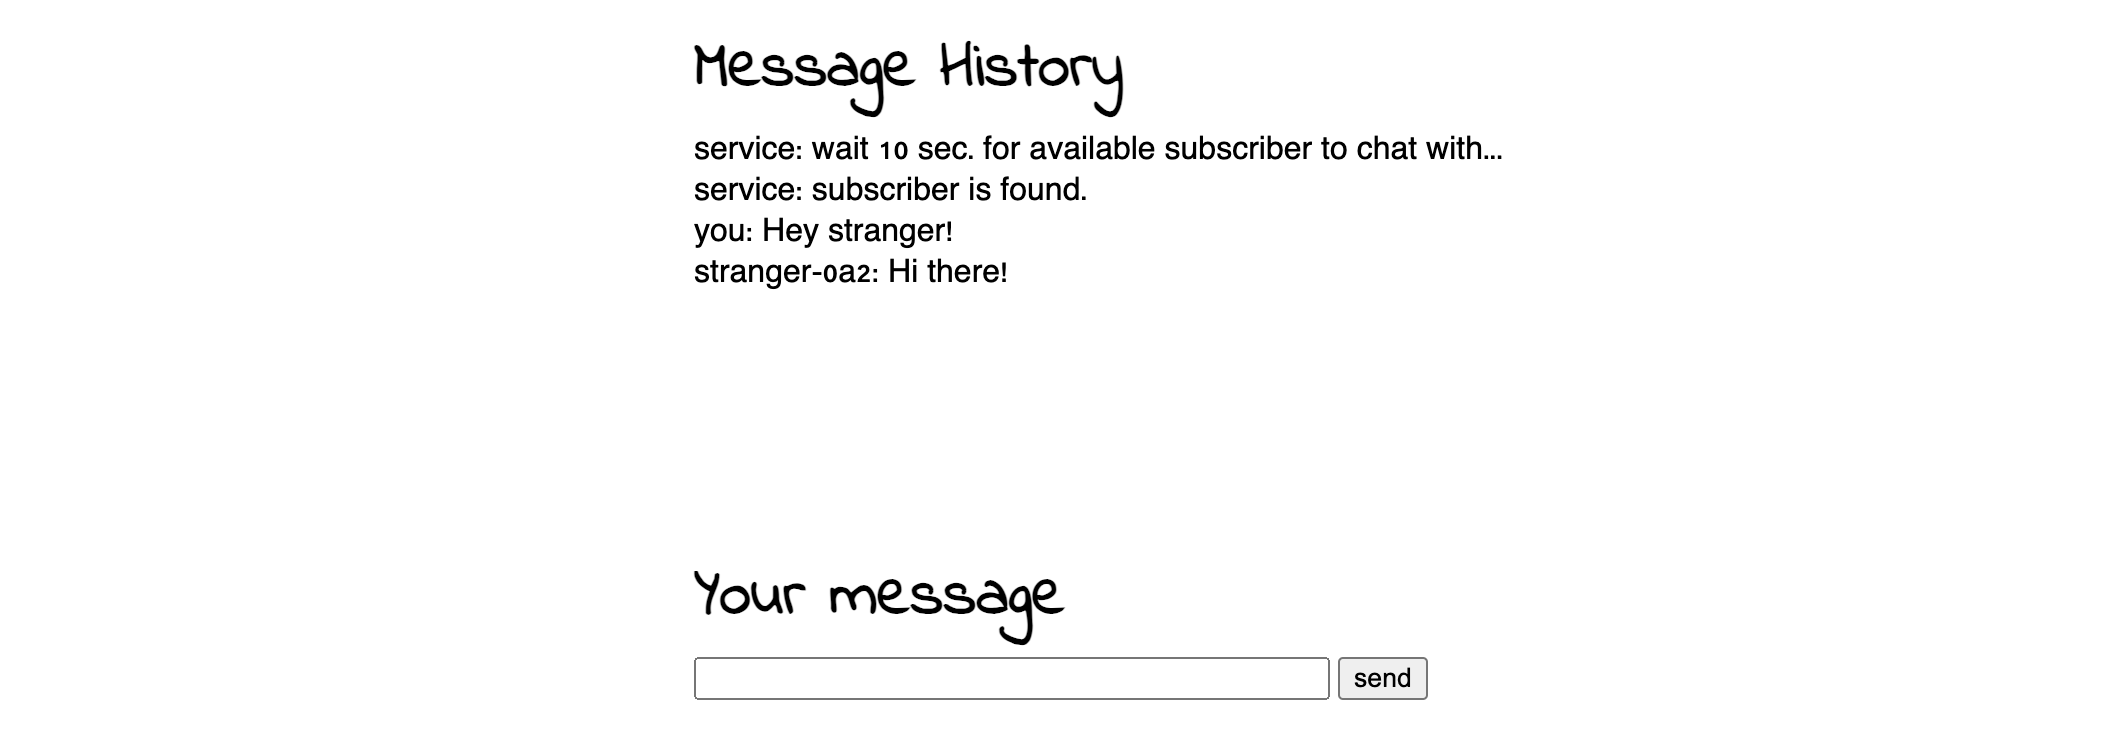 Message History
service: wait 10 sec. for available subscriber to chat with...
service: subscriber is found.
you: Hey stranger!
stranger-0a2: Hi there!
Your message
send